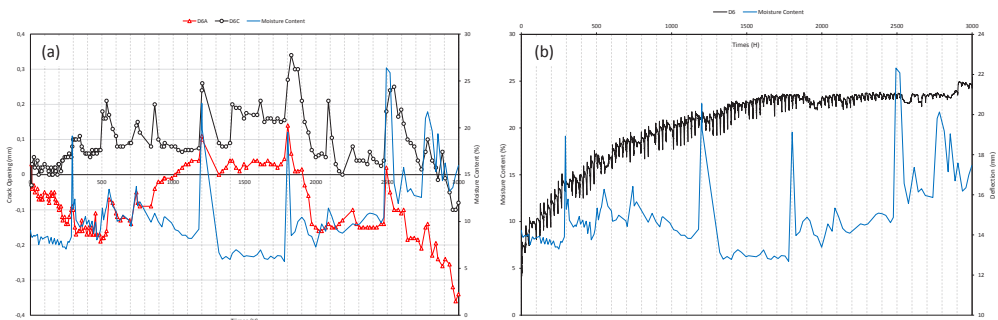 D6A D6C Moisture Content
(a)
Crack Opening(mm)
0,4
0,3
0,2
0,1
0
-0,1
-0,2
-0,3
-0,4
500 1000 1500 2000 2500 3000
30
25
20
15
10
5
0
Moisture Content (%)
D6 Moisture Content
0 500 1000 1500 2000 2500 3000
Times (H)
(b)
Moisture Content (%)
30
25
20
15
10
5
0
24
22
20
18
16
14
12
10
Deflection (mm)